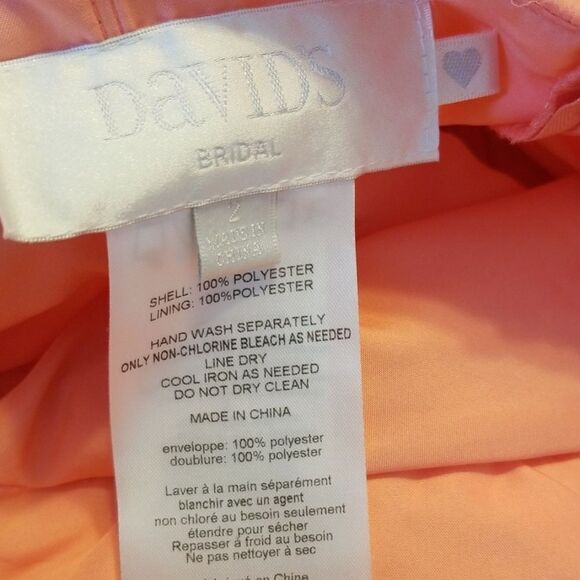 DaVID'S
BRIDAL
2
MADE IN
CHINA
SHELL: 100% POLYESTER
LINING: 100%POLYESTER
HAND WASH SEPARATELY
ONLY NON-CHLORINE BLEACH AS NEEDED
LINE DRY
COOL IRON AS NEEDED
DO NOT DRY CLEAN
MADE IN CHINA
enveloppe: 100% polyester
doublure: 100% polyester
Laver à la main séparément
blanchir avec un agent
non chloré au besoin seulement
étendre pour sécher
Repasser à froid au besoin
Ne pas nettoyer à sec
en Chine